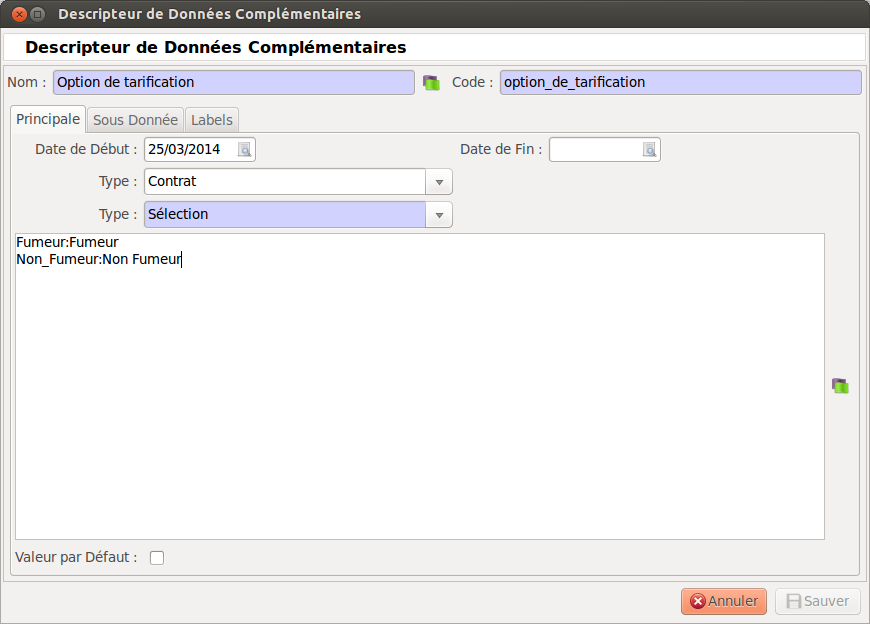 Descripteur de Données Complémentaires
Descripteur de Données Complémentaires
Nom : Option de tarification Code : option_de_tarification
Principale Sous Donnée Labels
Date de Début : 25/03/2014 Date de Fin :
Type : Contrat
Type : Sélection
Fumeur:Fumeur
Non_Fumeur:Non Fumeur
Valeur par Défaut :
Annuler Sauver